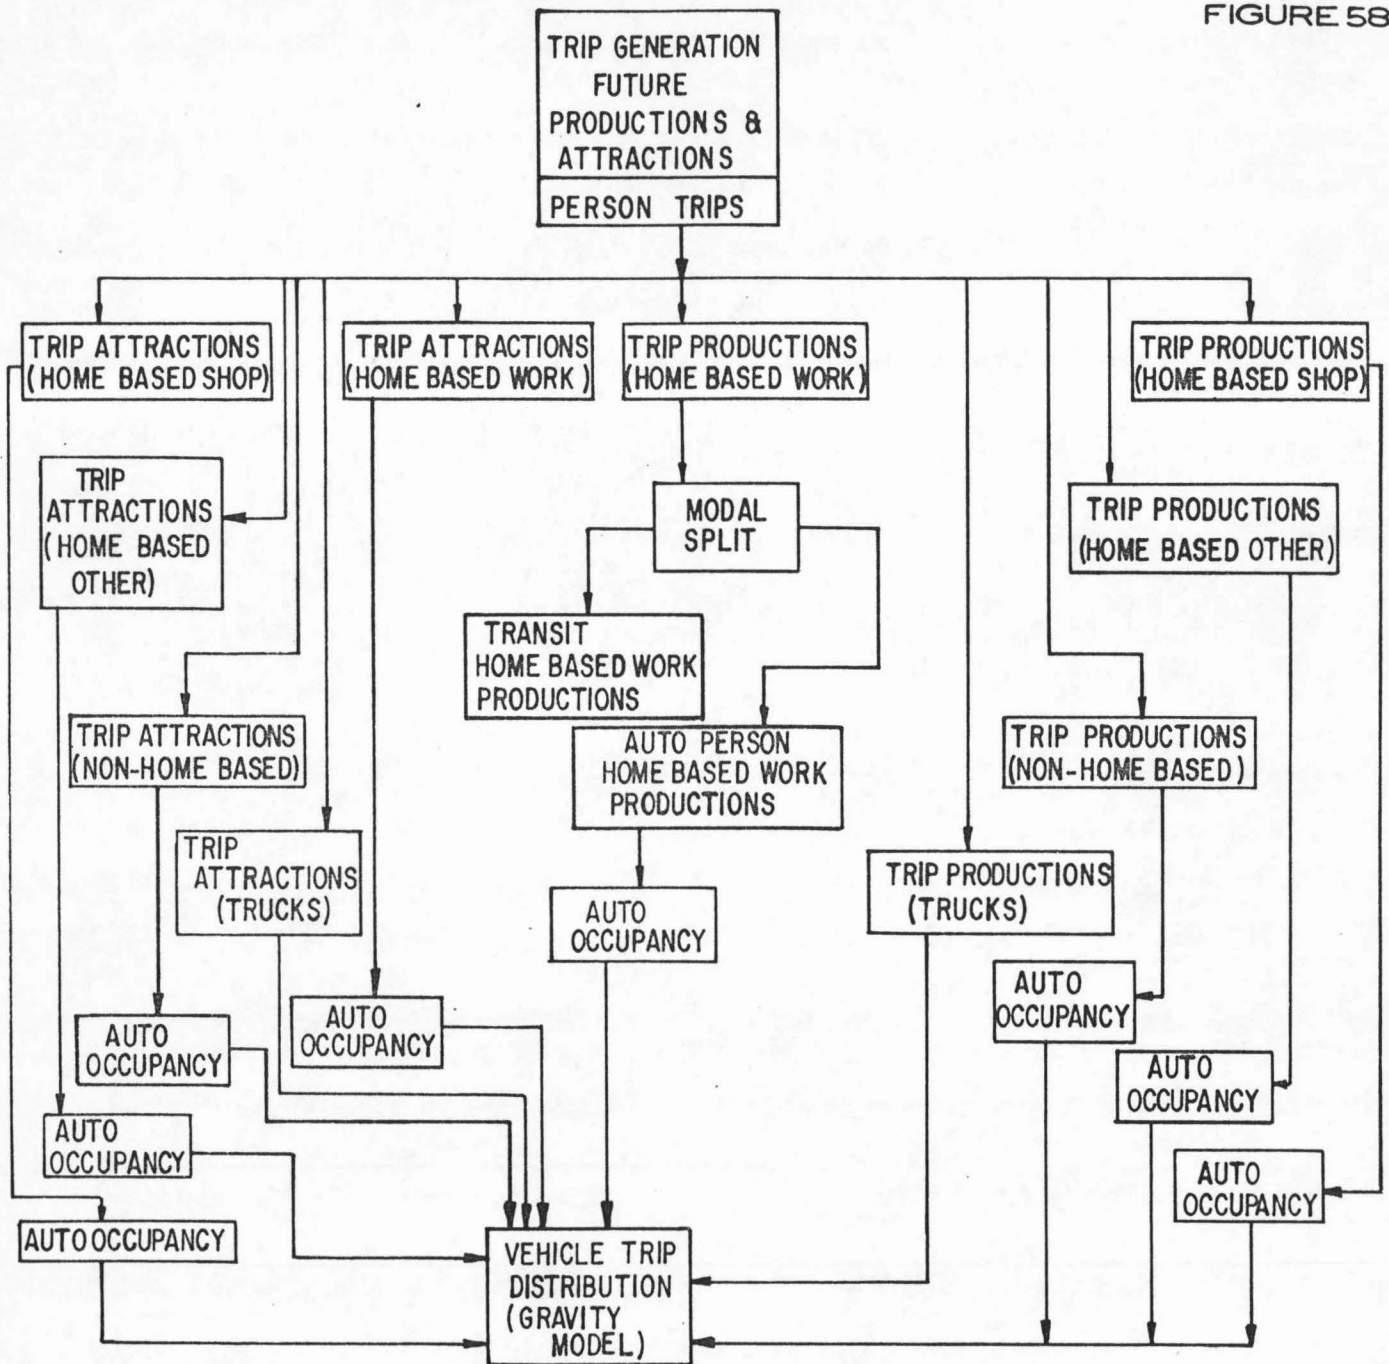 FIGURE 58
TRIP GENERATION
FUTURE
PRODUCTIONS &
ATTRACTIONS
PERSON TRIPS
TRIP ATTRACTIONS
(HOME BASED SHOP)
TRIP ATTRACTIONS
(HOME BASED WORK)
TRIP PRODUCTIONS
(HOME BASED WORK)
TRIP PRODUCTIONS
(HOME BASED SHOP)
TRIP
ATTRACTIONS
(HOME BASED
OTHER)
MODAL
SPLIT
TRIP PRODUCTIONS
(HOME BASED OTHER)
TRANSIT
HOME BASED WORK
PRODUCTIONS
TRIP ATTRACTIONS
(NON-HOME BASED)
AUTO PERSON
HOME BASED WORK
PRODUCTIONS
TRIP PRODUCTIONS
(NON-HOME BASED)
TRIP
ATTRACTIONS
(TRUCKS)
TRIP PRODUCTIONS
(TRUCKS)
AUTO
OCCUPANCY
AUTO
OCCUPANCY
AUTO
OCCUPANCY
AUTO
OCCUPANCY
AUTO
OCCUPANCY
AUTO
OCCUPANCY
AUTO
OCCUPANCY
AUTO OCCUPANCY
VEHICLE TRIP
DISTRIBUTION
(GRAVITY
MODEL)